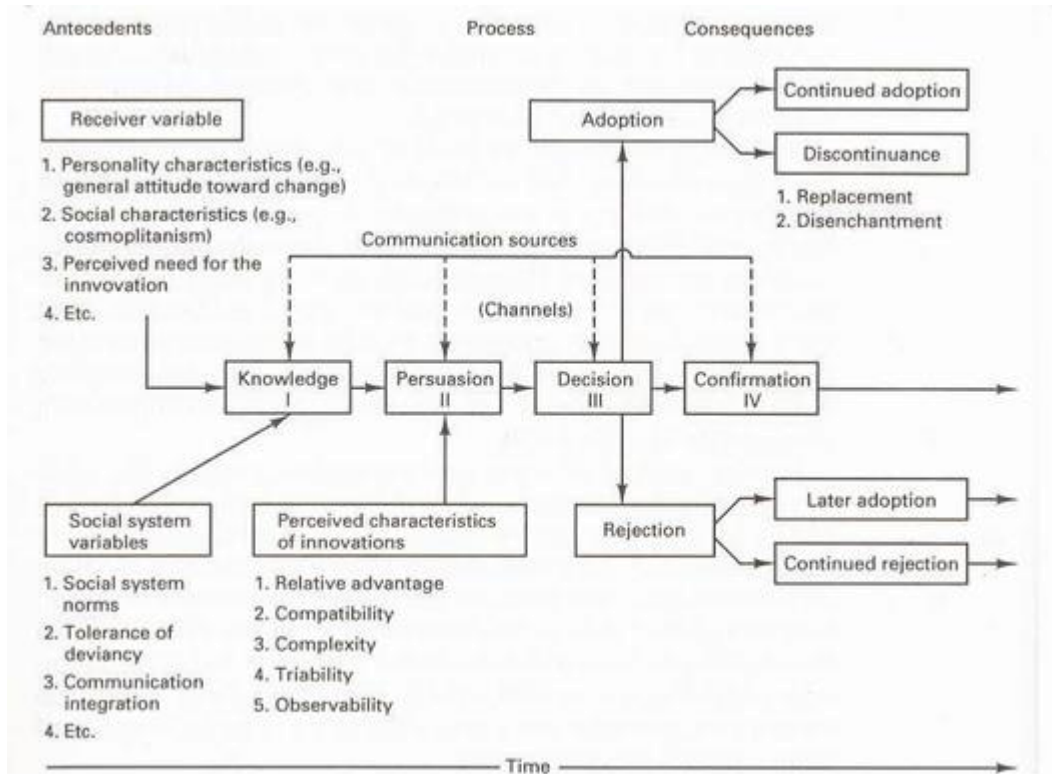 Antecedents
Process
Consequences
Receiver variable
1. Personality characteristics (e.g.,
general attitude toward change)
2. Social characteristics (e.g.,
cosmoplitanism)
3. Perceived need for the
innvovation
4. Etc.
Adoption
Continued adoption
Discontinuance
1. Replacement
2. Disenchantment
Communication sources
(Channels)
Knowledge
I
Persuasion
II
Decision
III
Confirmation
IV
Social system
variables
1. Social system
norms
2. Tolerance of
deviancy
3. Communication
integration
4. Etc.
Perceived characteristics
of innovations
1. Relative advantage
2. Compatibility
3. Complexity
4. Triability
5. Observability
Rejection
Later adoption
Continued rejection
Time